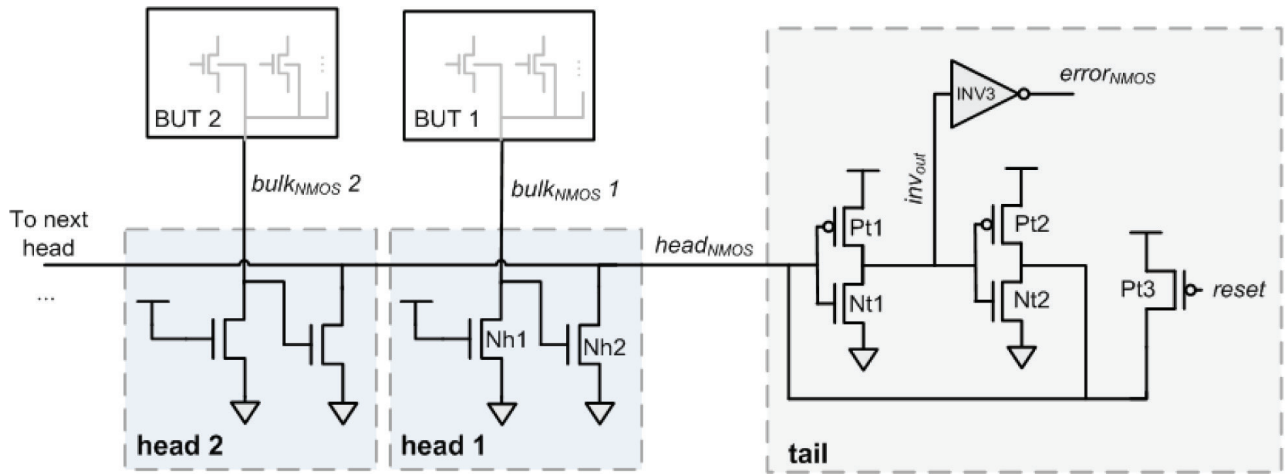 BUT 2
BUT 1
INV3
error_NMOS
bulk_NMOS 2
bulk_NMOS 1
inv_out
To next
head
...
head_NMOS
Pt1
Pt2
Nt1
Nt2
Pt3
reset
Nh1
Nh2
head 2
head 1
tail